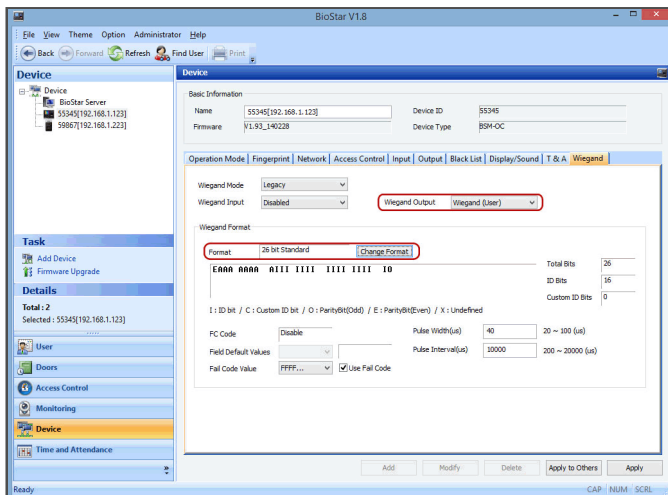 BioStar V1.8
File View Theme Option Administrator Help
Back Forward Refresh Find User Print
Device
Device
BioStar Server
55345[192.168.1.123]
59867[192.168.1.223]
Task
Add Device
Firmware Upgrade
Details
Total : 2
Selected : 55345[192.168.1.123]
User
Doors
Access Control
Monitoring
Device
Time and Attendance
Device
Basic Information
Name 55345[192.168.1.123] Device ID 55345
Firmware V1.93_140228 Device Type BSM-OC
Operation Mode Fingerprint Network Access Control Input Output Black List Display/Sound T & A Wiegand
Wiegand Mode Legacy
Wiegand Input Disabled Wiegand Output Wiegand (User)
Wiegand Format
Format 26 bit Standard Change Format
EAAA AAAA AIII IIII IIII IIII IO
Total Bits 26
ID Bits 16
Custom ID Bits 0
I : ID bit / C : Custom ID bit / O : ParityBit(Odd) / E : ParityBit(Even) / X : Undefined
FC Code Disable Pulse Width(us) 40 20 ~ 100 (us)
Field Default Values Pulse Interval(us) 10000 200 ~ 20000 (us)
Fail Code Value FFFF... Use Fail Code
Add Modify Delete Apply to Others Apply
Ready CAP NUM SCRL